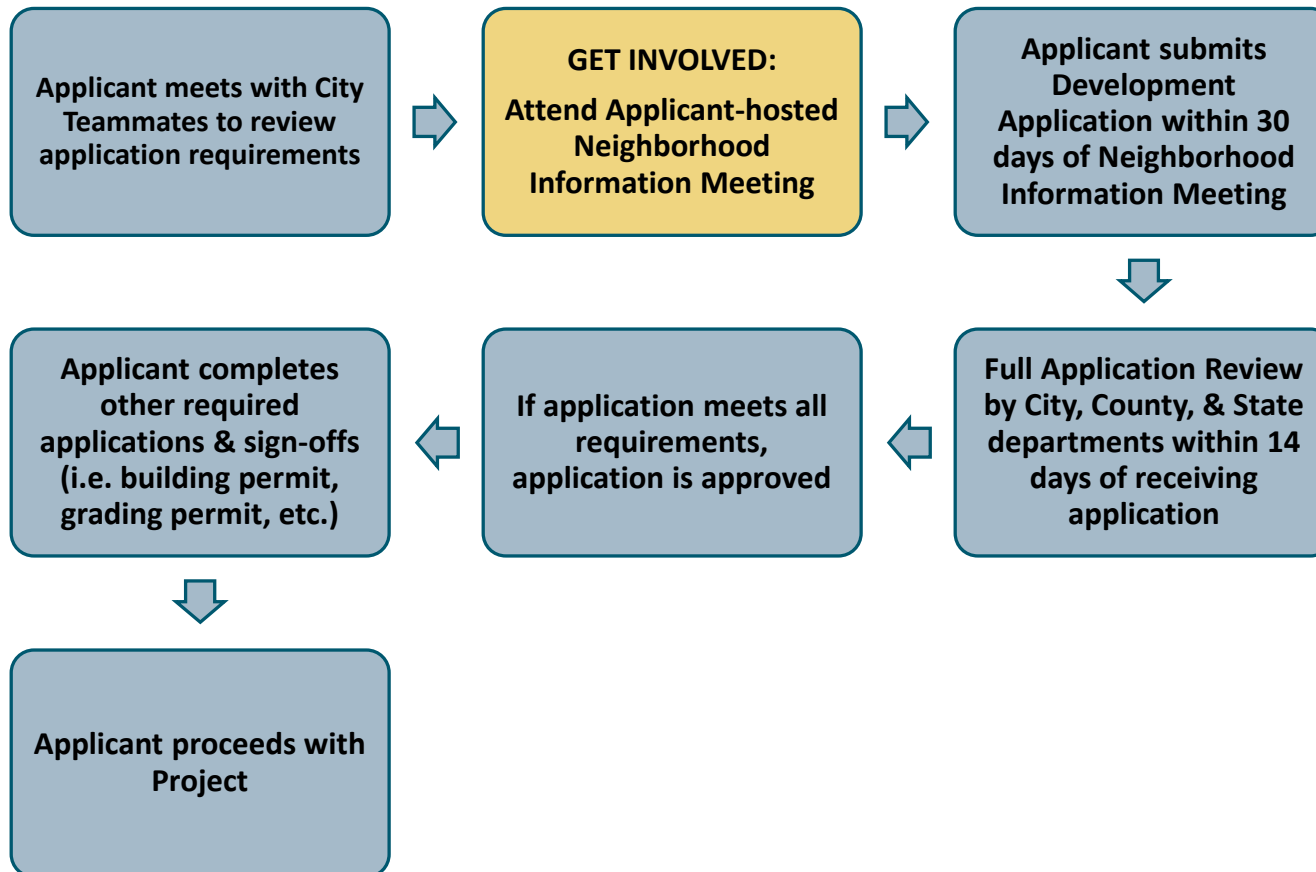 Applicant meets with City
Teammates to review
application requirements
GET INVOLVED:
Attend Applicant-hosted
Neighborhood
Information Meeting
Applicant submits
Development
Application within 30
days of Neighborhood
Information Meeting
Full Application Review
by City, County, & State
departments within 14
days of receiving
application
If application meets all
requirements,
application is approved
Applicant completes
other required
applications & sign-offs
(i.e. building permit,
grading permit, etc.)
Applicant proceeds with
Project